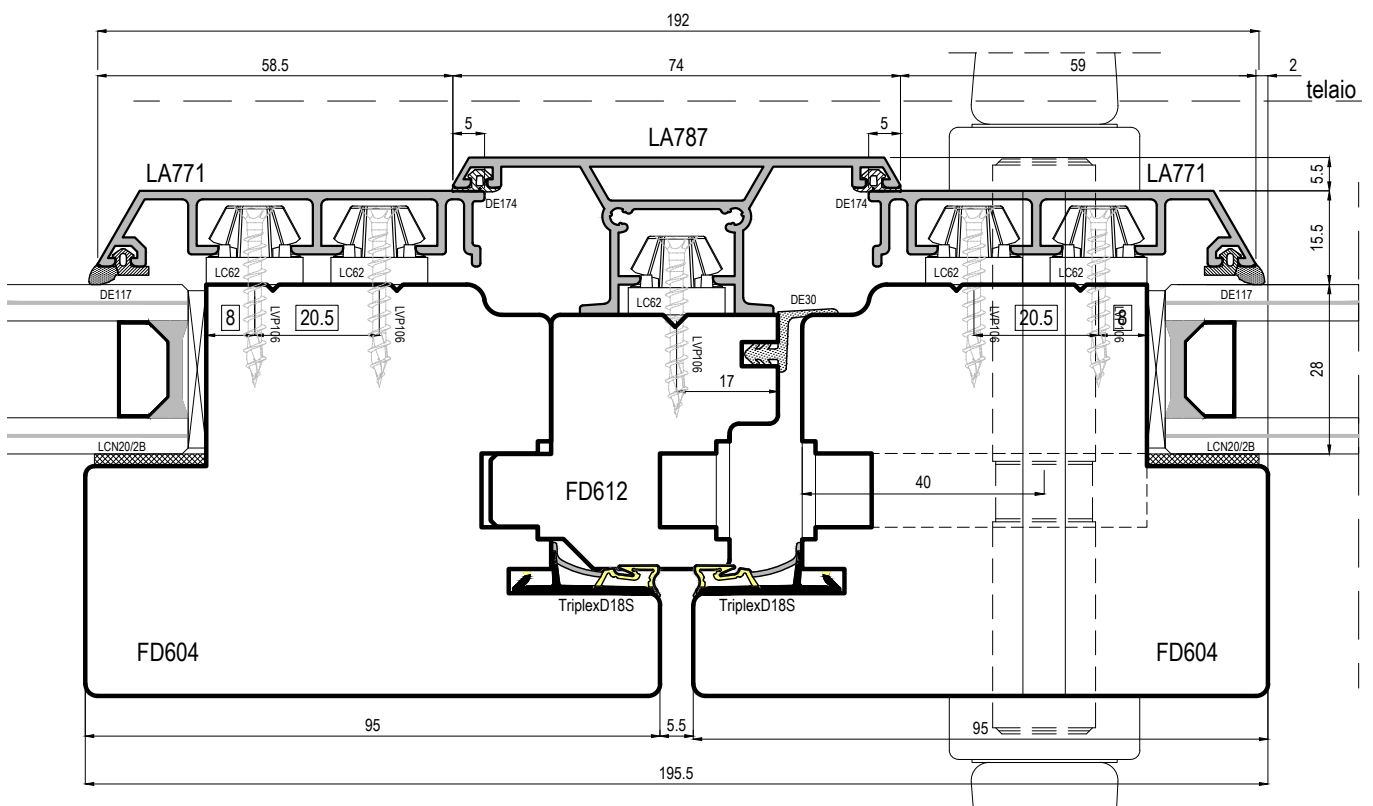 192
58.5 74 59 2
telaio
5 LA787 5
LA771 LA771
5.5
DE174 DE174
15.5
LC62 LC62 LC62 LC62
DE117 LC62 DE30 DE117
8 20.5 20.5 8
LVP106 LVP106 LVP106 LVP106 LVP106
28
17
LCN20/2B LCN20/2B
FD612 40
TriplexD18S TriplexD18S
FD604 FD604
95 5.5 95
195.5